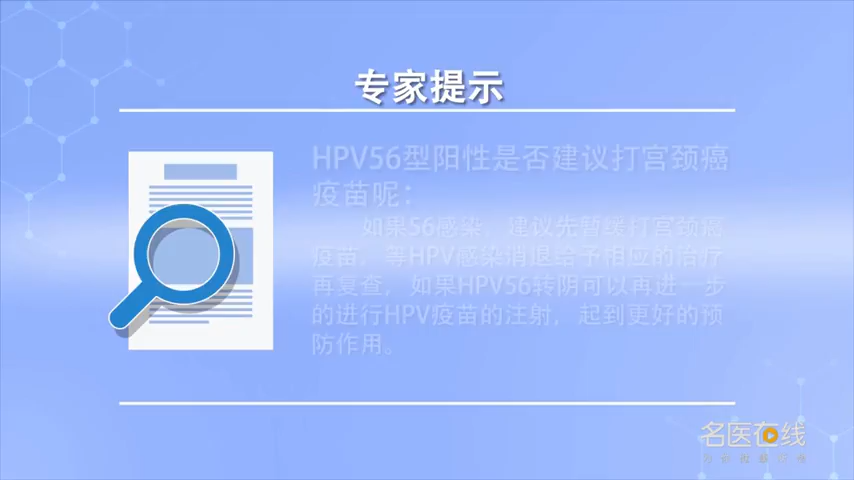 专家提示
HPV56型阳性是否建议打宫颈癌
疫苗呢：
如果56感染，建议先暂缓打宫颈癌
疫苗，等HPV感染消退给予相应的治疗
再复查，如果HPV56转阴可以再进一步
的进行HPV疫苗的注射，起到更好的预
防作用。
名医在线